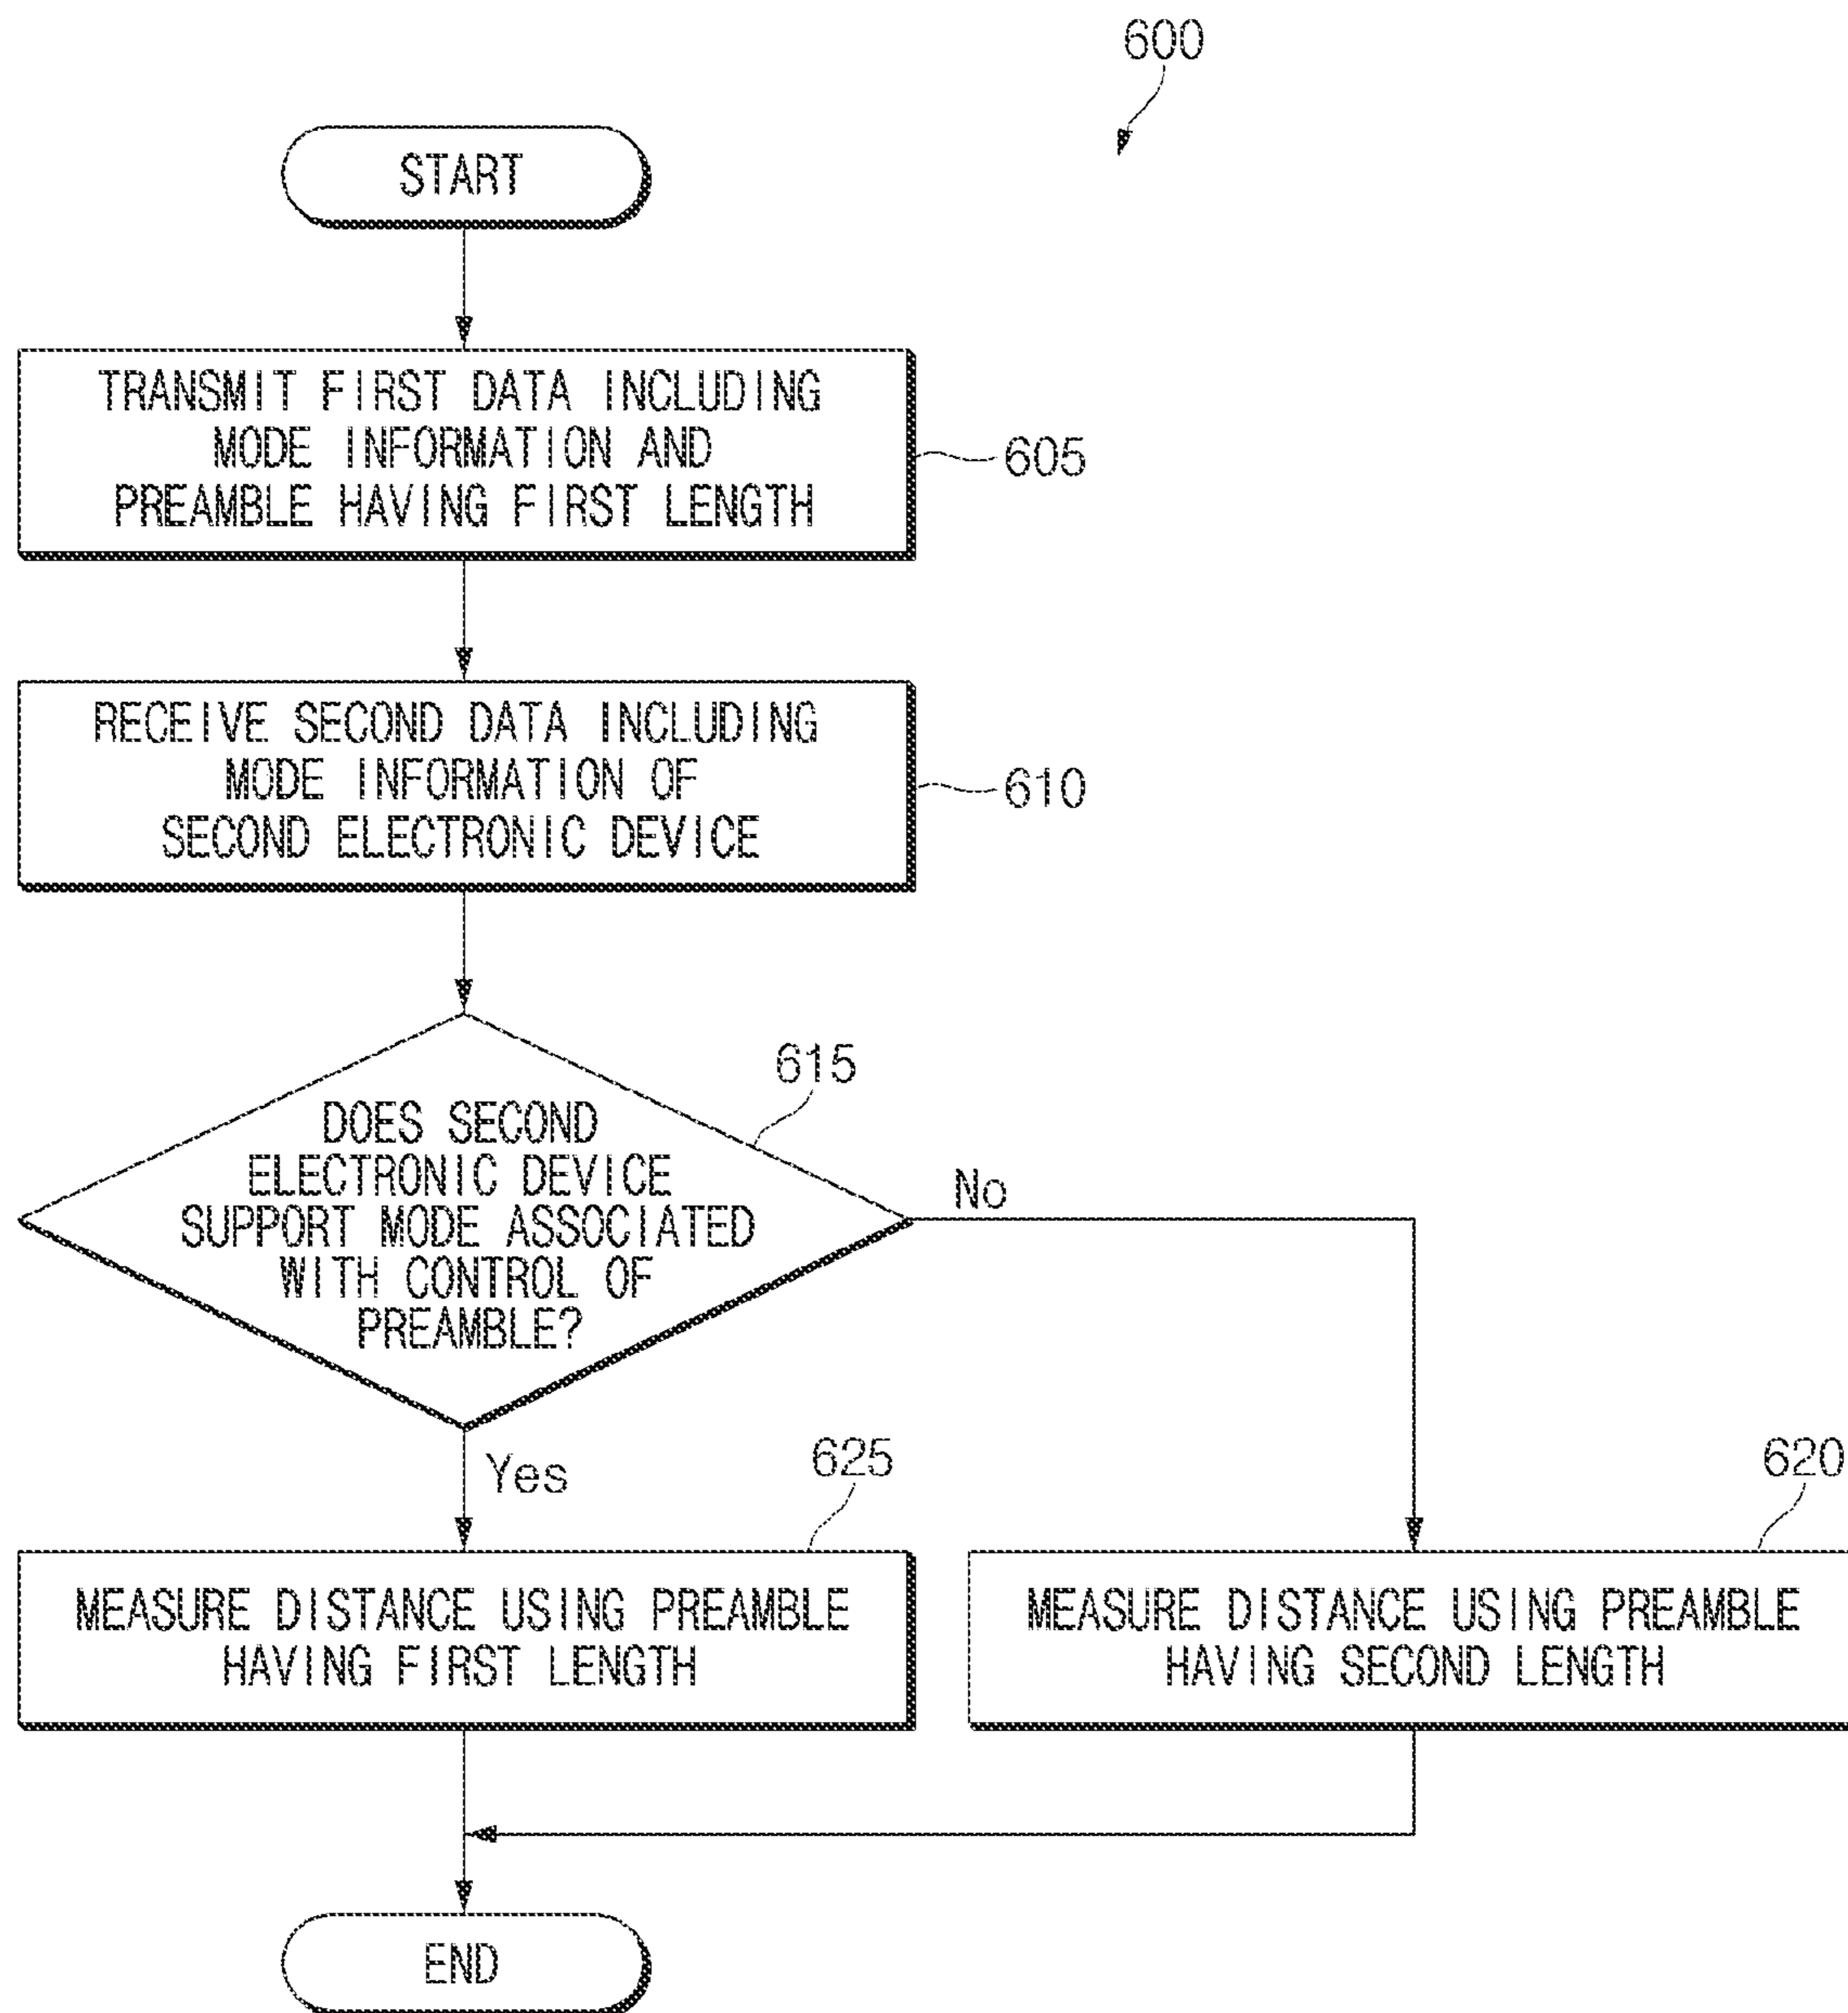 600
START
TRANSMIT FIRST DATA INCLUDING
MODE INFORMATION AND
PREAMBLE HAVING FIRST LENGTH
605
RECEIVE SECOND DATA INCLUDING
MODE INFORMATION OF
SECOND ELECTRONIC DEVICE
610
615
DOES SECOND
ELECTRONIC DEVICE
SUPPORT MODE ASSOCIATED
WITH CONTROL OF
PREAMBLE?
No
Yes
625
620
MEASURE DISTANCE USING PREAMBLE
HAVING FIRST LENGTH
MEASURE DISTANCE USING PREAMBLE
HAVING SECOND LENGTH
END